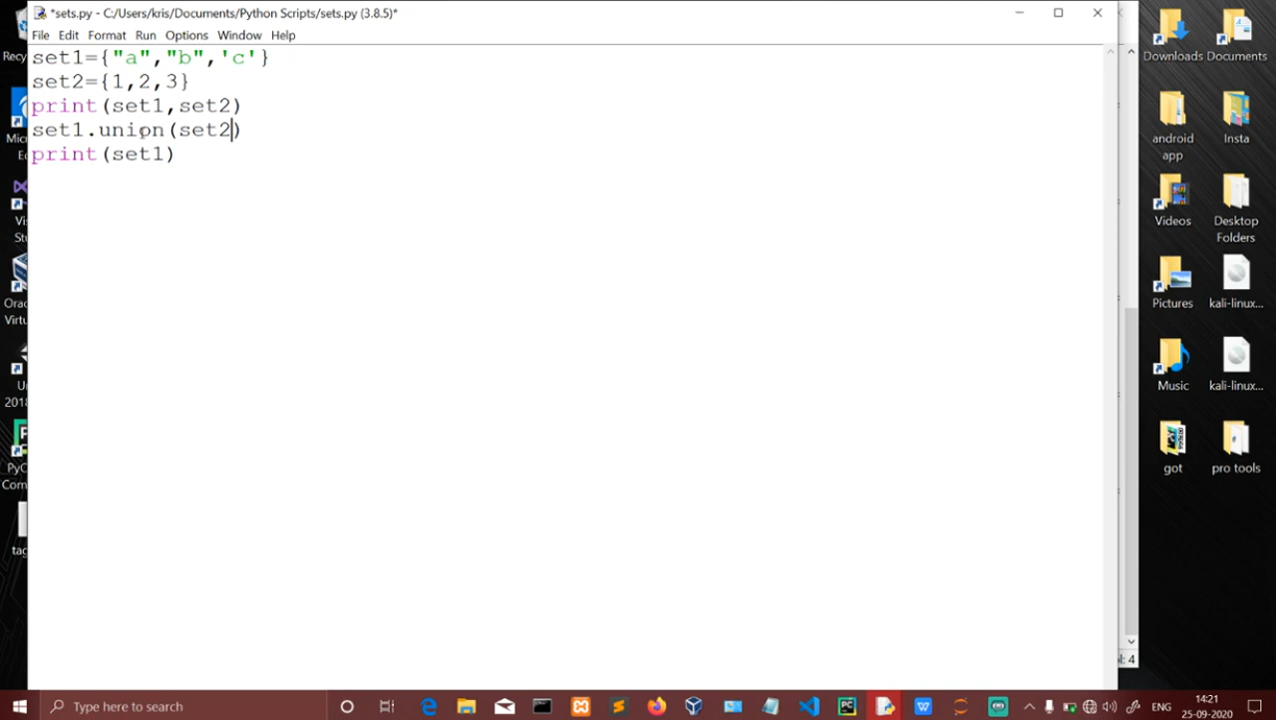 *sets.py - C:/Users/kris/Documents/Python Scripts/sets.py (3.8.5)*
File Edit Format Run Options Window Help
set1={"a","b",'c'}
set2={1,2,3}
print(set1,set2)
set1.union(set2)
print(set1)
Downloads Documents
android app
Insta
Videos
Desktop Folders
Pictures
kali-linux...
Music
kali-linux...
got
pro tools
: 4
Type here to search
ENG
14:21
25-09-2020